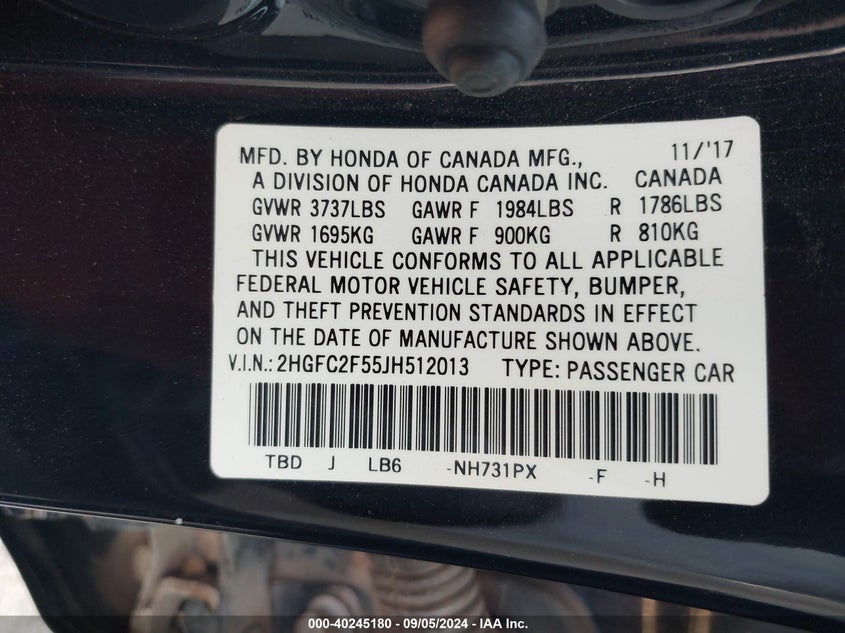 MFD. BY HONDA OF CANADA MFG., 11/'17
A DIVISION OF HONDA CANADA INC. CANADA
GVWR 3737LBS GAWR F 1984LBS R 1786LBS
GVWR 1695KG GAWR F 900KG R 810KG
THIS VEHICLE CONFORMS TO ALL APPLICABLE
FEDERAL MOTOR VEHICLE SAFETY, BUMPER,
AND THEFT PREVENTION STANDARDS IN EFFECT
ON THE DATE OF MANUFACTURE SHOWN ABOVE.
V.I.N.: 2HGFC2F55JH512013 TYPE: PASSENGER CAR
TBD J LB6 -NH731PX -F -H
000-40245180 - 09/05/2024 - IAA Inc.